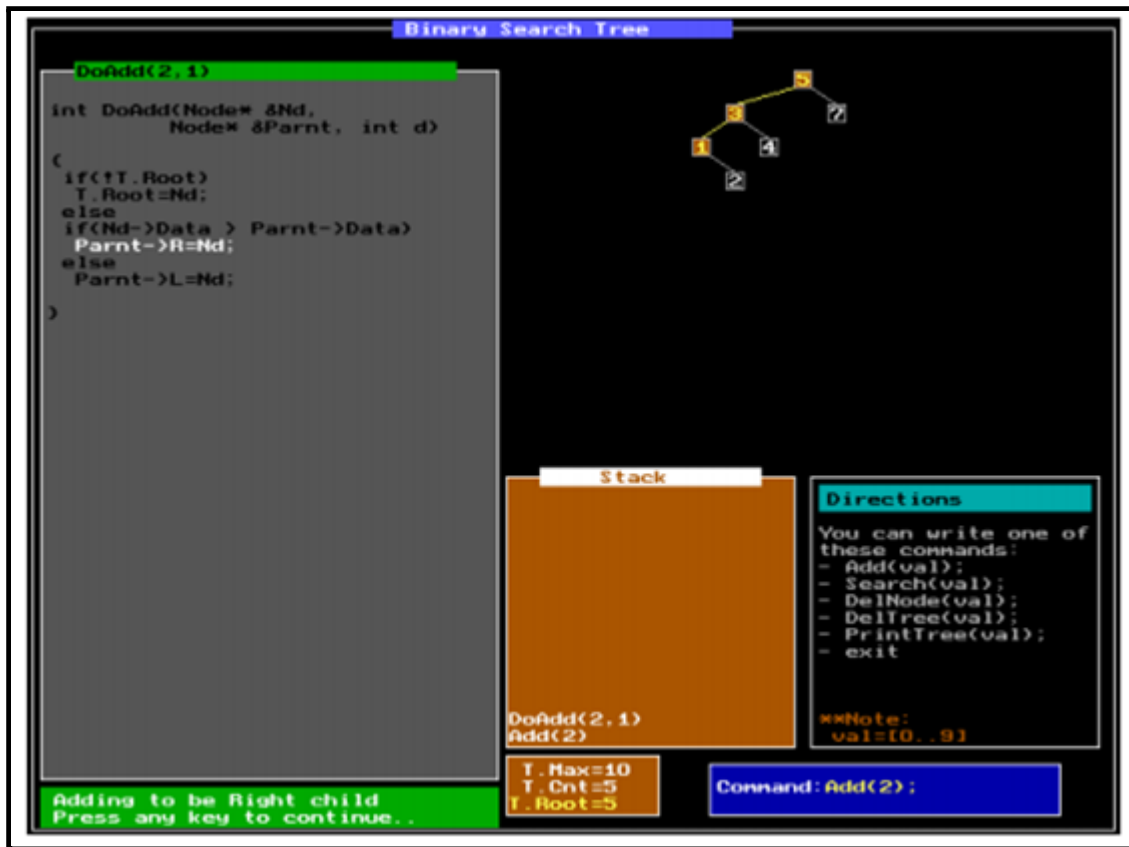 Binary Search Tree
DoAdd(2,1)
int DoAdd(Node* &Nd,
Node* &Parnt, int d)
{
if(!T.Root)
T.Root=Nd;
else
if(Nd->Data > Parnt->Data)
Parnt->R=Nd;
else
Parnt->L=Nd;
}
Adding to be Right child
Press any key to continue..
5
3
7
1
4
2
Stack
DoAdd(2,1)
Add(2)
T.Max=10
T.Cnt=5
T.Root=5
Directions
You can write one of
these commands:
- Add(val);
- Search(val);
- DelNode(val);
- DelTree(val);
- PrintTree(val);
- exit
**Note:
val=[0..9]
Command:Add(2);